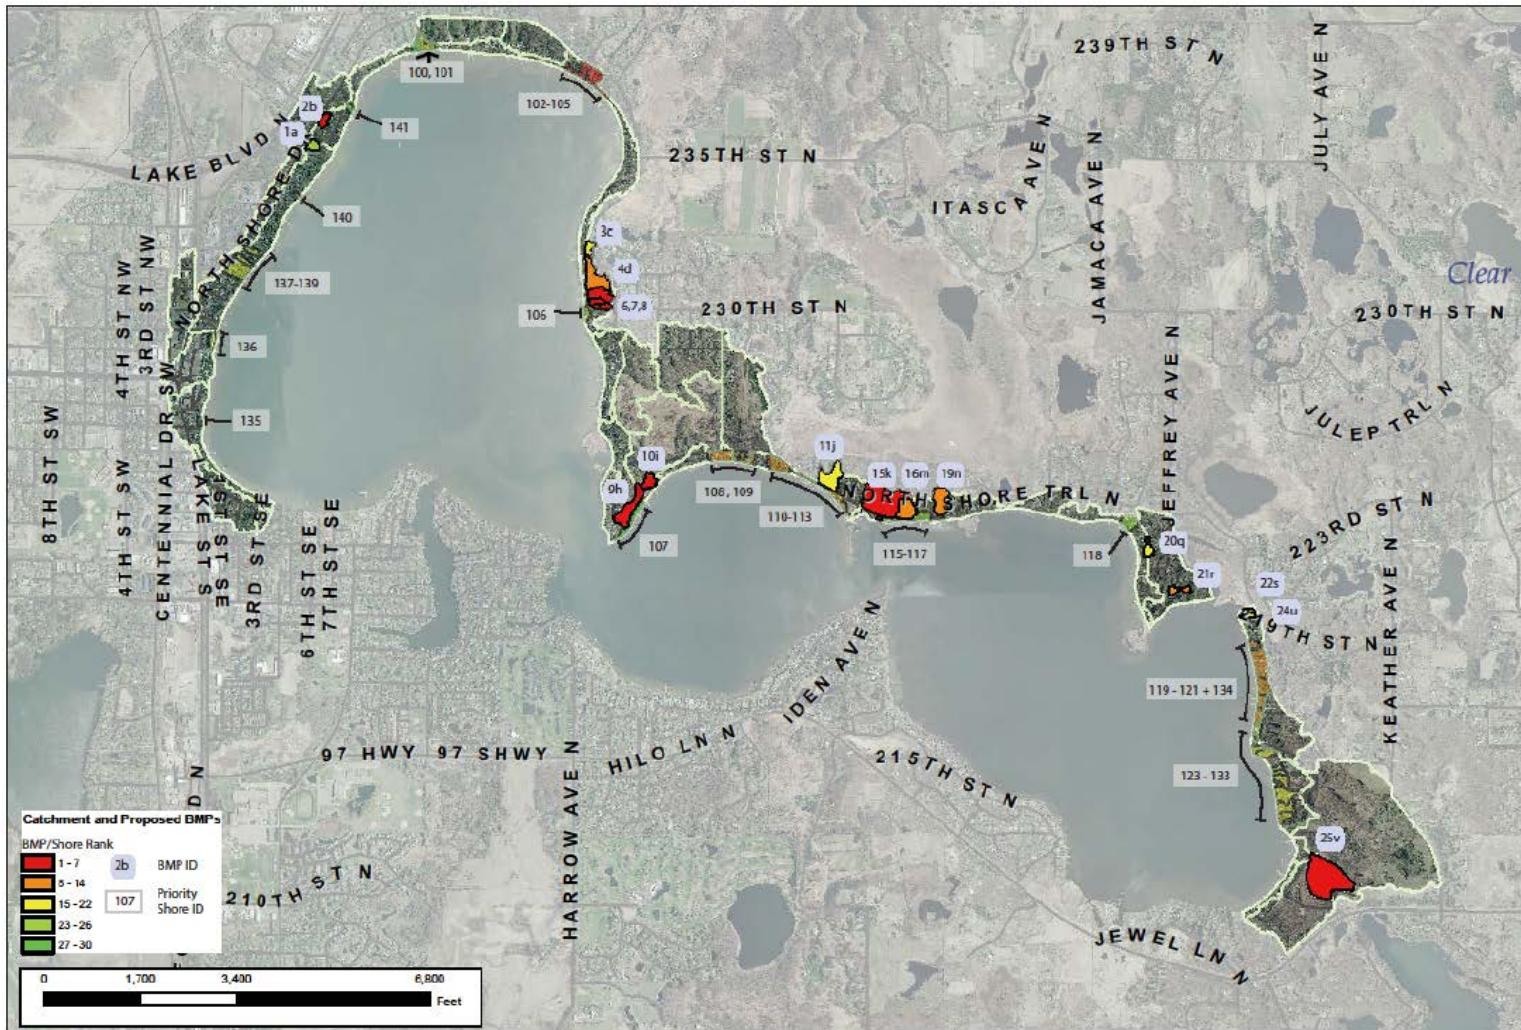 239TH ST N
JULY AVE N
100, 101
102-105
2b
1a
141
LAKE BLVD N
NORTH SHORE D
235TH ST N
ITASCA AVE N
JAMACA AVE N
140
3c
4d
6,7,8
137-139
106
230TH ST N
Clear
230TH ST N
4TH ST NW
3RD ST NW
136
135
JEFFREY AVE N
JULEP TRL N
8TH ST SW
4TH ST SW
CENTENNIAL DR SW
LAKE ST S
1ST ST SE
3RD ST SE
6TH ST SE
7TH ST SE
10i
9h
107
108, 109
110-113
11j
15k
16m
19n
NORTH SHORE TRL N
115-117
118
20q
21r
22s
24u
223RD ST N
219TH ST N
KEATHER AVE N
119 - 121 + 134
123 - 133
25v
IDEN AVE N
HILO LN N
97 HWY 97 SHWY
HARROW AVE N
215TH ST N
JEWEL LN N
D N
210TH ST N
Catchment and Proposed BMPs
BMP/Shore Rank
1 - 7
8 - 14
15 - 22
23 - 26
27 - 30
2b BMP ID
107 Priority
Shore ID
0 1,700 3,400 6,800
Feet